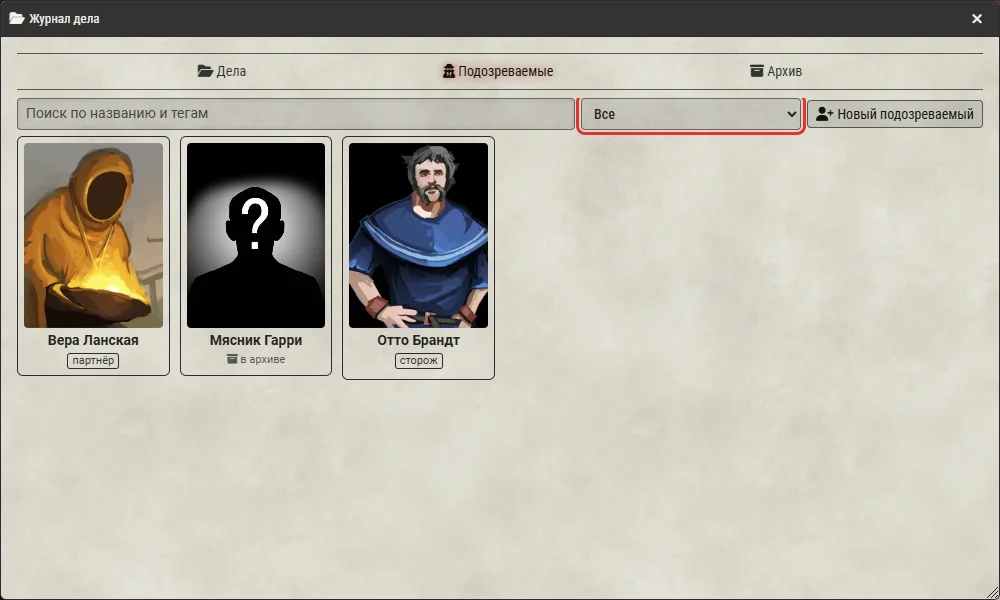 Журнал дела
Дела
Подозреваемые
Архив
Поиск по названию и тегам
Все
Новый подозреваемый
?
Вера Ланская
партнёр
Мясник Гарри
в архиве
Отто Брандт
сторож